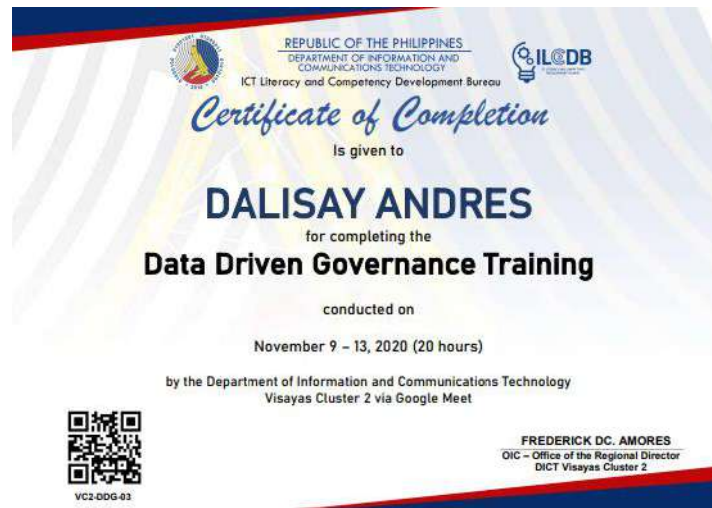 REPUBLIC OF THE PHILIPPINES
DEPARTMENT OF INFORMATION AND
COMMUNICATIONS TECHNOLOGY
ICT Literacy and Competency Development Bureau
ILCDB
Certificate of Completion
Is given to
DALISAY ANDRES
for completing the
Data Driven Governance Training
conducted on
November 9 – 13, 2020 (20 hours)
by the Department of Information and Communications Technology
Visayas Cluster 2 via Google Meet
VC2-DDG-03
FREDERICK DC. AMORES
OIC – Office of the Regional Director
DICT Visayas Cluster 2